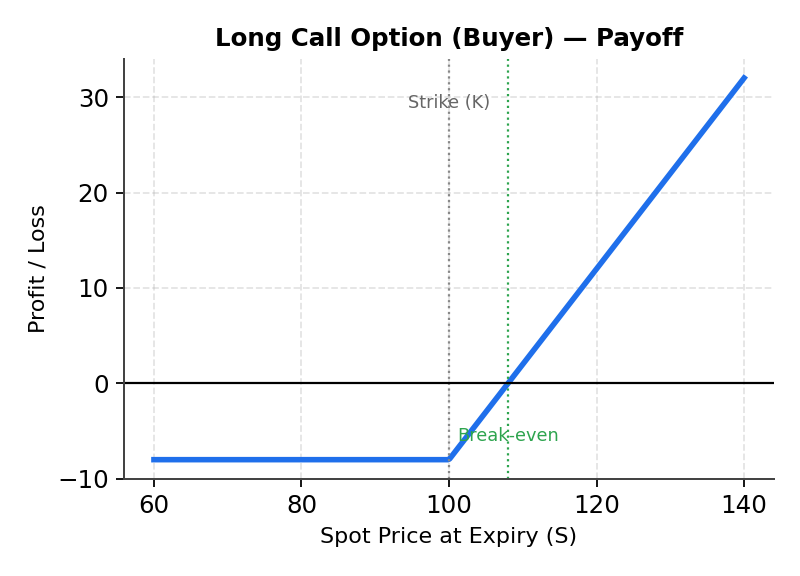 Long Call Option (Buyer) — Payoff
Strike (K)
Break-even
Profit / Loss
30
20
10
0
−10
60 80 100 120 140
Spot Price at Expiry (S)